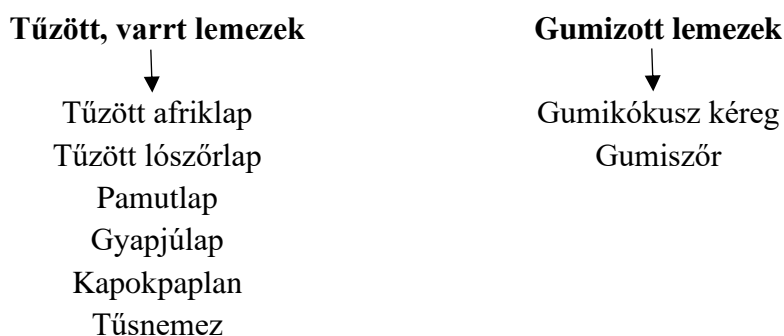 Tűzött, varrt lemezek
Tűzött afriklap
Tűzött lószőrlap
Pamutlap
Gyapjúlap
Kapokpaplan
Tűsnemez
Gumizott lemezek
Gumikókusz kéreg
Gumiszőr